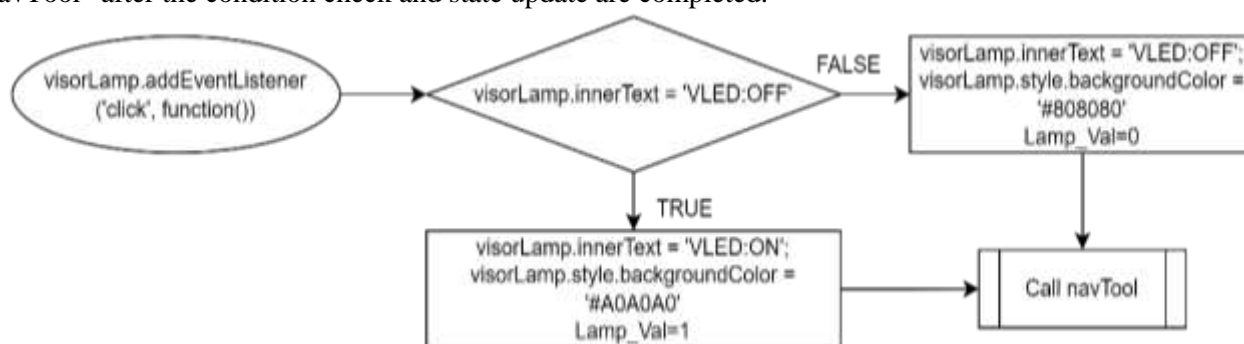 navTool" after the condition check and state update are completed.
visorLamp.addEventListener
('click', function())
visorLamp.innerText = 'VLED:OFF'
FALSE
visorLamp.innerText = 'VLED:OFF';
visorLamp.style.backgroundColor =
'#808080'
Lamp_Val=0
TRUE
visorLamp.innerText = 'VLED:ON';
visorLamp.style.backgroundColor =
'#A0A0A0'
Lamp_Val=1
Call navTool